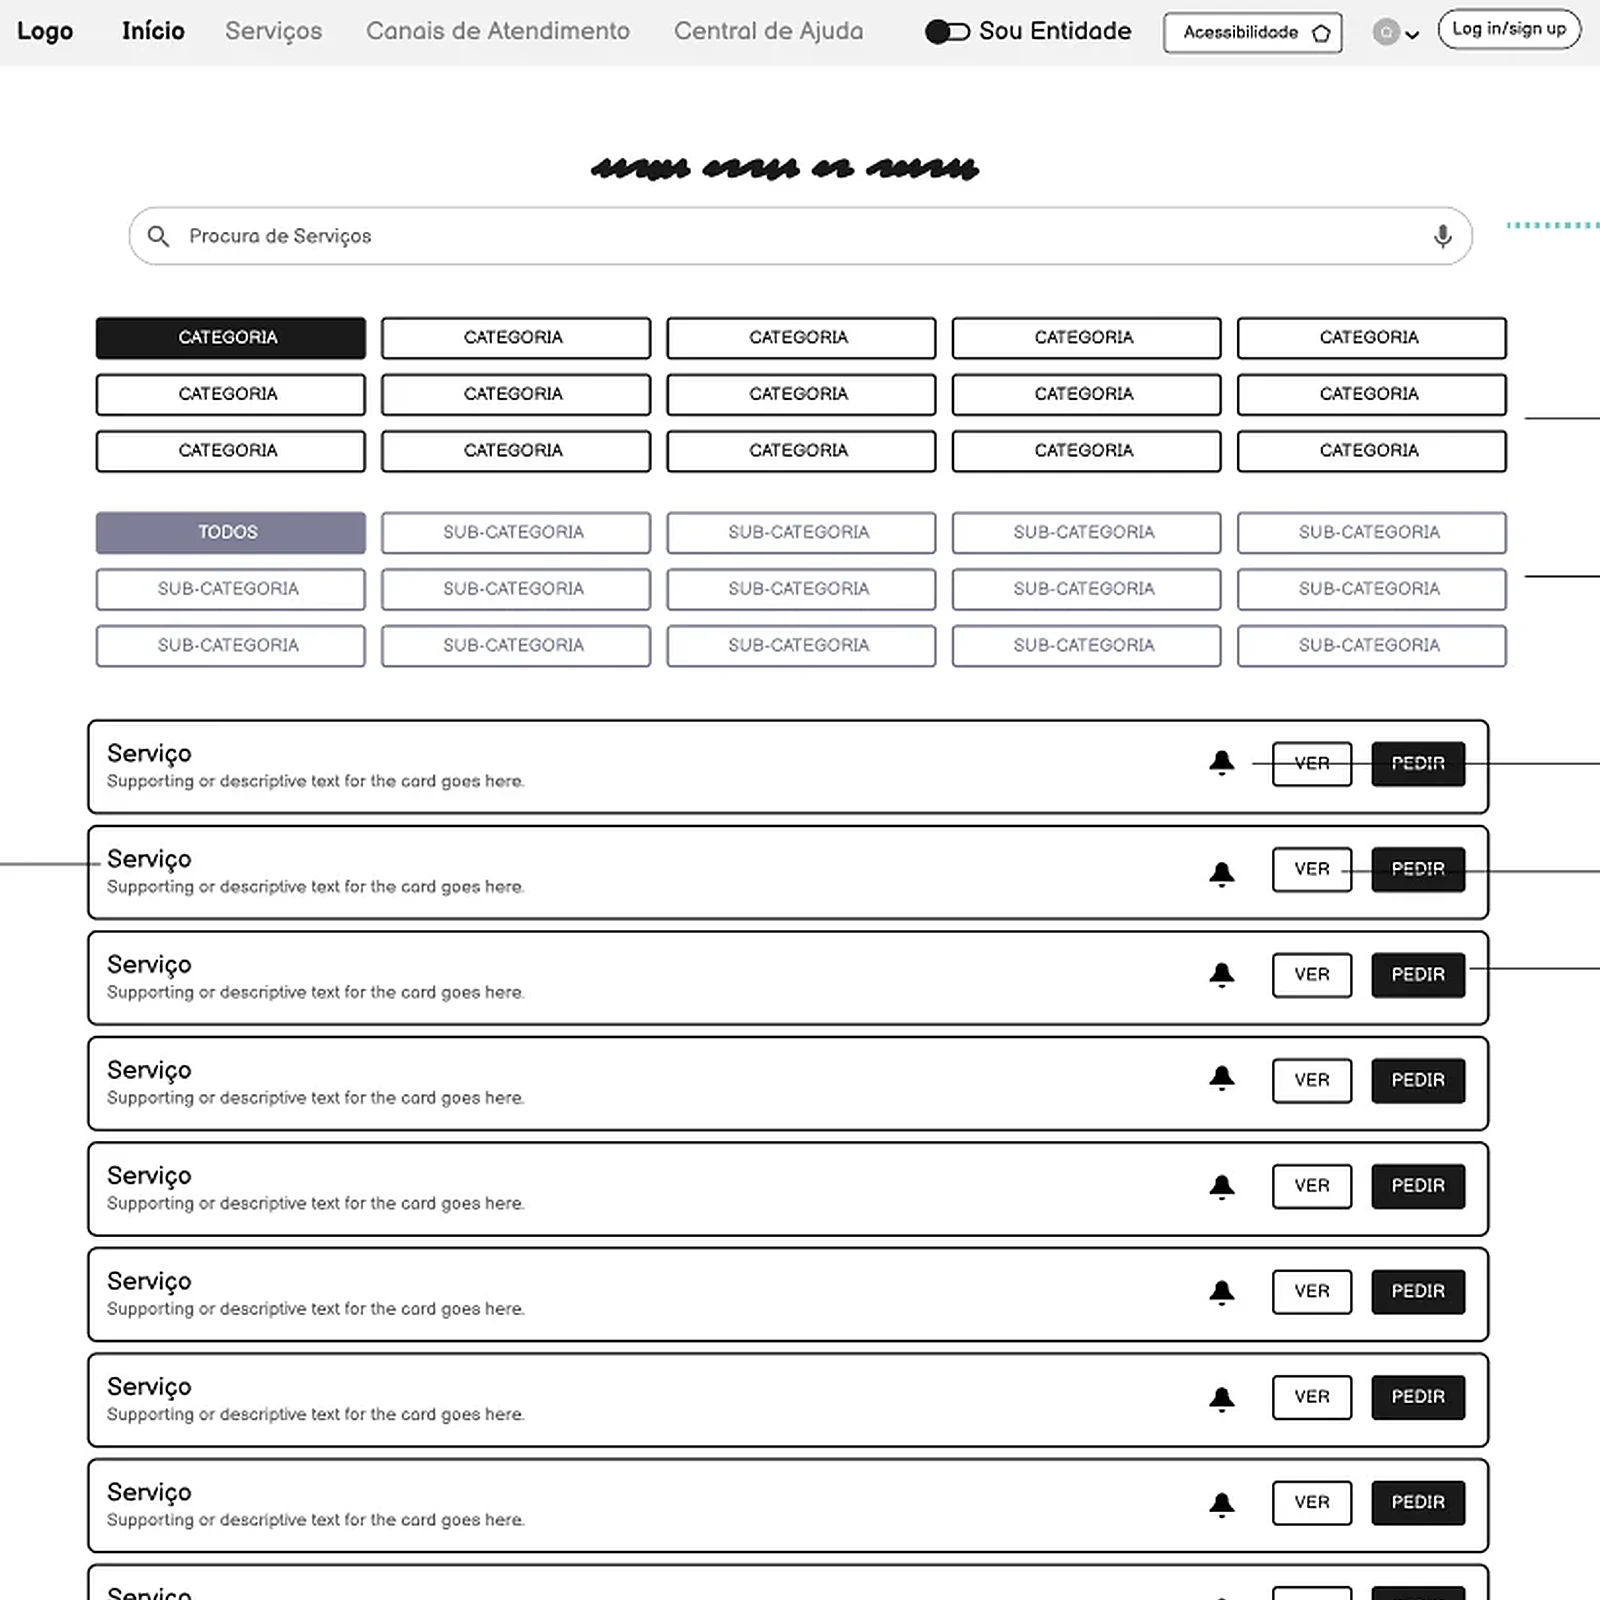 Logo Início Serviços Canais de Atendimento Central de Ajuda Sou Entidade Acessibilidade Log in/sign up
Procura de Serviços
CATEGORIA CATEGORIA CATEGORIA CATEGORIA CATEGORIA
CATEGORIA CATEGORIA CATEGORIA CATEGORIA CATEGORIA
CATEGORIA CATEGORIA CATEGORIA CATEGORIA CATEGORIA
TODOS SUB-CATEGORIA SUB-CATEGORIA SUB-CATEGORIA SUB-CATEGORIA
SUB-CATEGORIA SUB-CATEGORIA SUB-CATEGORIA SUB-CATEGORIA SUB-CATEGORIA
SUB-CATEGORIA SUB-CATEGORIA SUB-CATEGORIA SUB-CATEGORIA SUB-CATEGORIA
Serviço
Supporting or descriptive text for the card goes here.
VER PEDIR
Serviço
Supporting or descriptive text for the card goes here.
VER PEDIR
Serviço
Supporting or descriptive text for the card goes here.
VER PEDIR
Serviço
Supporting or descriptive text for the card goes here.
VER PEDIR
Serviço
Supporting or descriptive text for the card goes here.
VER PEDIR
Serviço
Supporting or descriptive text for the card goes here.
VER PEDIR
Serviço
Supporting or descriptive text for the card goes here.
VER PEDIR
Serviço
Supporting or descriptive text for the card goes here.
VER PEDIR
Serviço